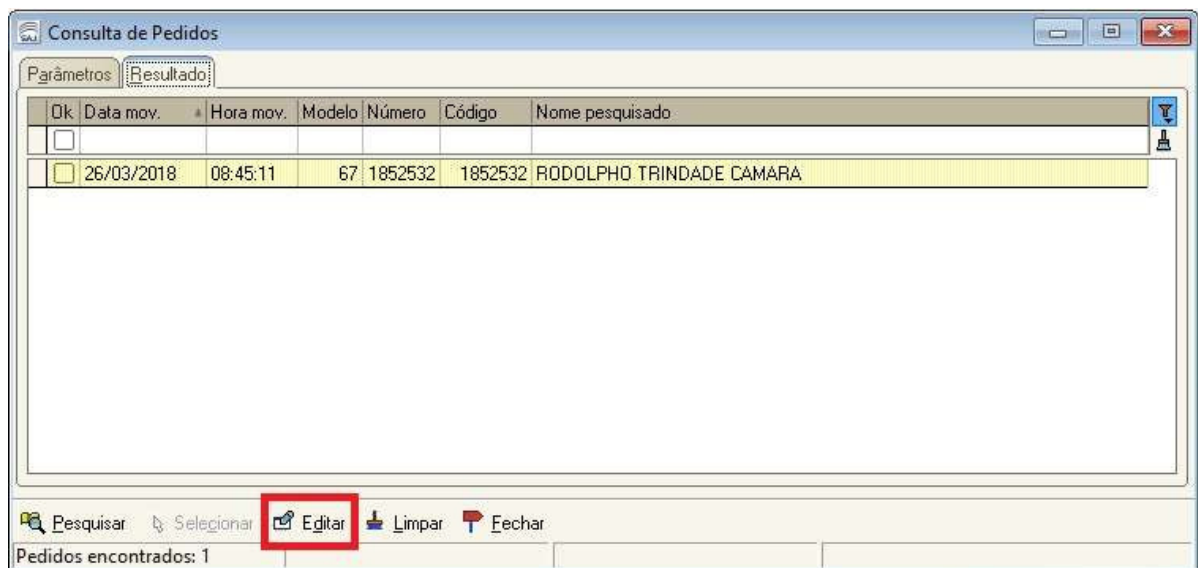 Consulta de Pedidos
Parâmetros Resultado
Ok Data mov. Hora mov. Modelo Número Código Nome pesquisado
26/03/2018 08:45:11 67 1852532 1852532 RODOLPHO TRINDADE CAMARA
Pesquisar Selecionar Editar Limpar Fechar
Pedidos encontrados: 1